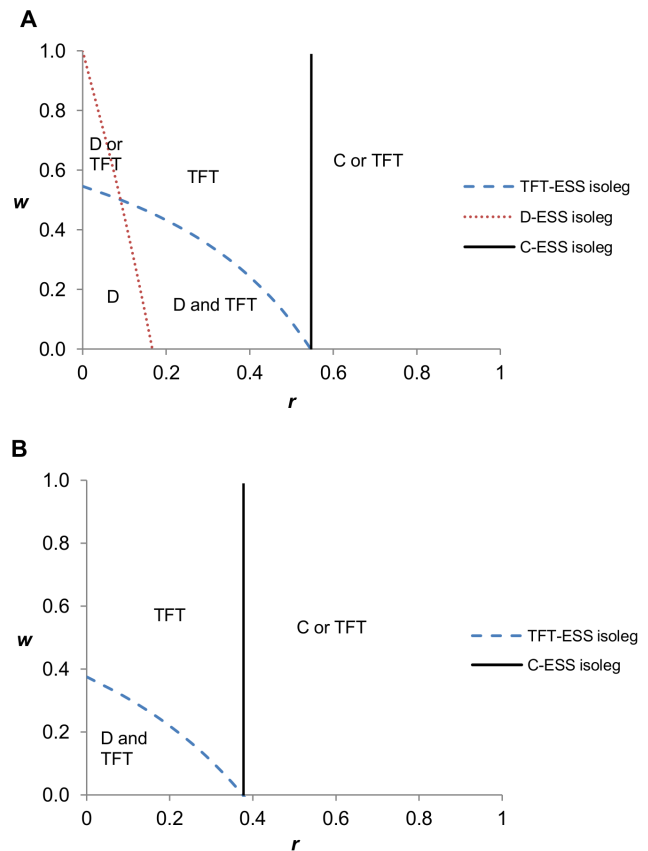 A
1.0
0.8
0.6
0.4
0.2
0.0
w
D or
TFT
TFT
C or TFT
D
D and TFT
0
0.2
0.4
0.6
0.8
1
r
TFT-ESS isoleg
D-ESS isoleg
C-ESS isoleg
B
1.0
0.8
0.6
0.4
0.2
0.0
w
TFT
C or TFT
D and
TFT
0
0.2
0.4
0.6
0.8
1
r
TFT-ESS isoleg
C-ESS isoleg